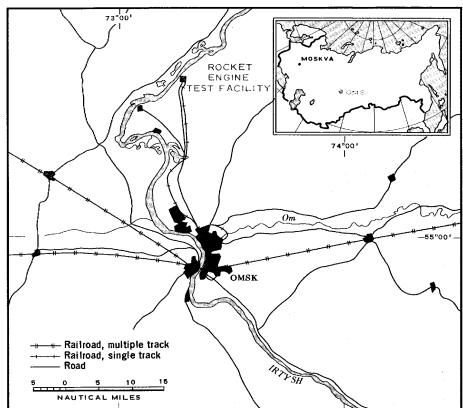 73°00'
ROCKET
ENGINE
TEST FACILITY
MOSKVA
OMSK
74°00'
Om
55°00'
OMSK
Railroad, multiple track
Railroad, single track
Road
IRTYSH
5 0 5 10 15
NAUTICAL MILES